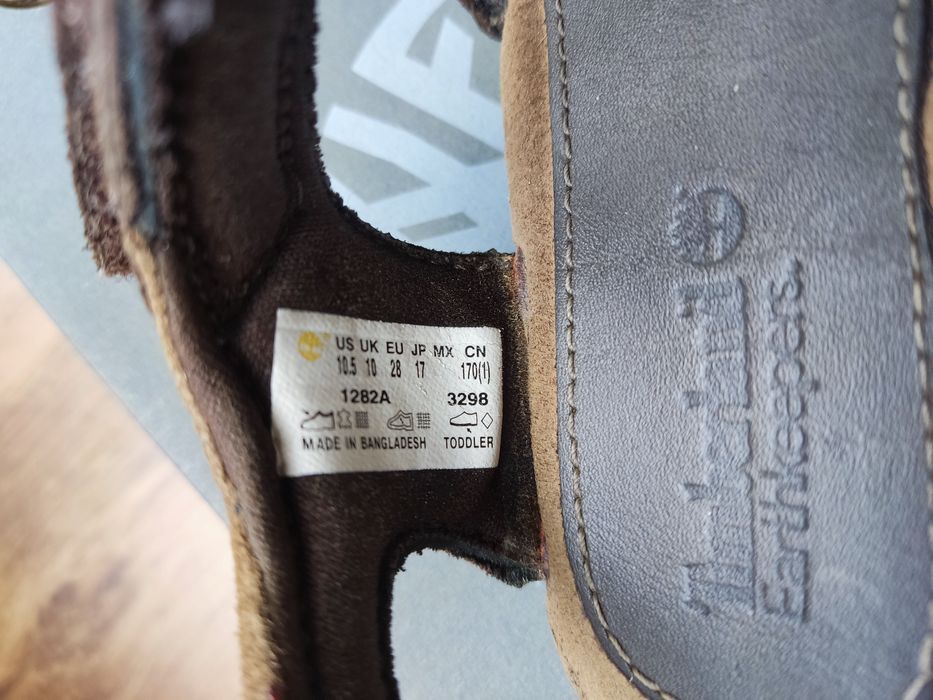 US UK EU JP MX CN
10.5 10 28 17 170(1)
1282A 3298
MADE IN BANGLADESH TODDLER
Timberland
Earthkeepers.